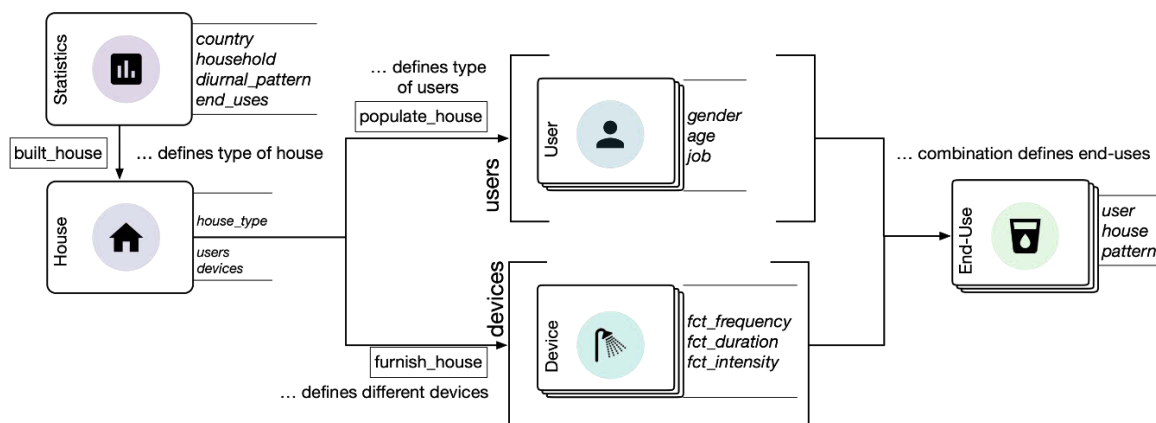 Statistics
country
household
diurnal_pattern
end_uses
built_house
... defines type of house
House
house_type
users
devices
... defines type
of users
populate_house
users
User
gender
age
job
devices
Device
fct_frequency
fct_duration
fct_intensity
furnish_house
... defines different devices
... combination defines end-uses
End-Use
user
house
pattern